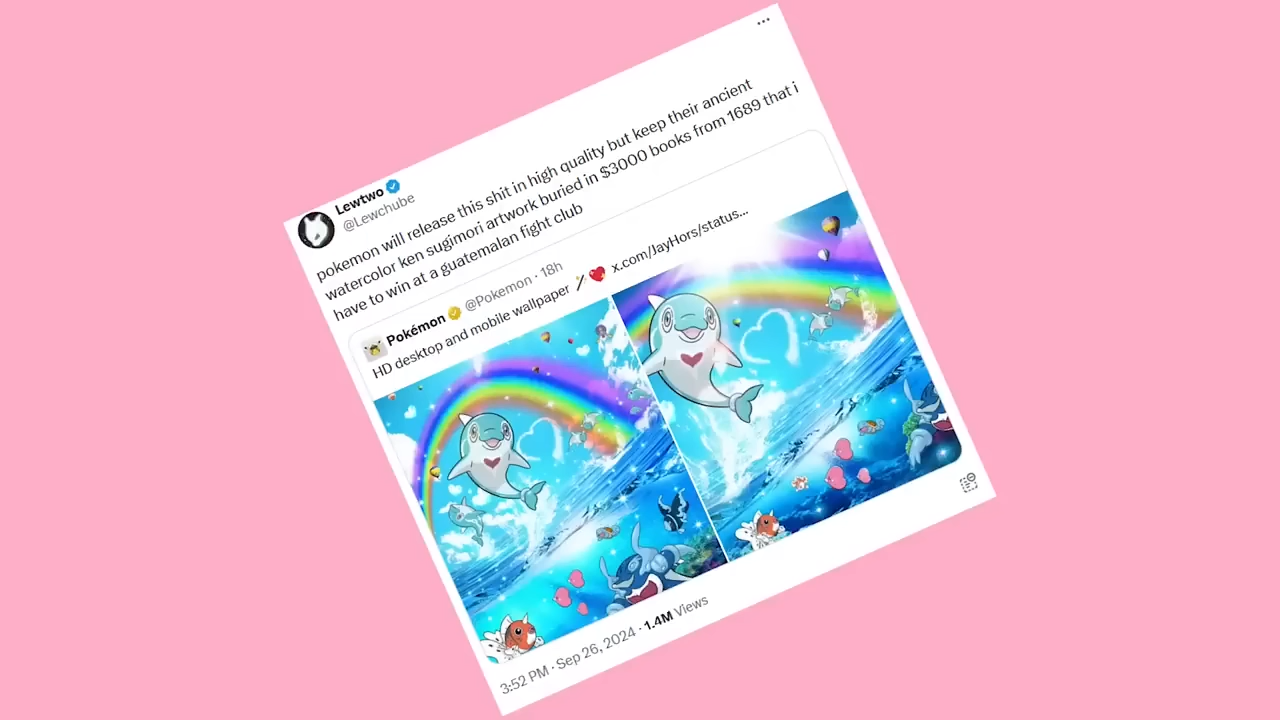 Lewtwo
@Lewchube
pokemon will release this shit in high quality but keep their ancient
watercolor ken sugimori artwork buried in $3000 books from 1689 that i
have to win at a guatemalan fight club
Pokémon @Pokemon · 18h
HD desktop and mobile wallpaper 🪄💖 x.com/JayHors/status...
3:52 PM · Sep 26, 2024 · 1.4M Views